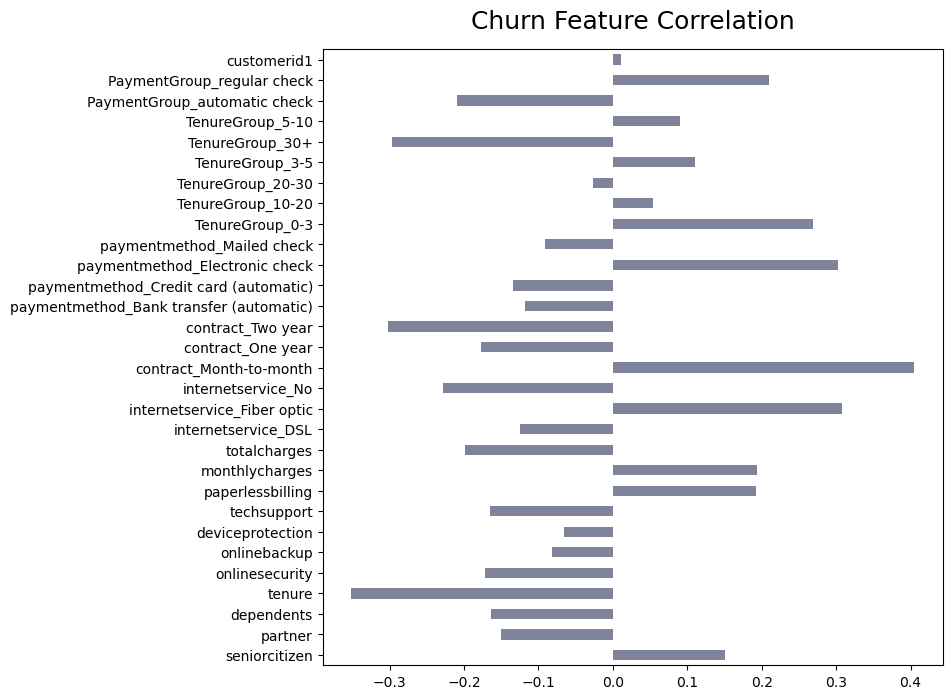 Churn Feature Correlation
customerid1
PaymentGroup_regular check
PaymentGroup_automatic check
TenureGroup_5-10
TenureGroup_30+
TenureGroup_3-5
TenureGroup_20-30
TenureGroup_10-20
TenureGroup_0-3
paymentmethod_Mailed check
paymentmethod_Electronic check
paymentmethod_Credit card (automatic)
paymentmethod_Bank transfer (automatic)
contract_Two year
contract_One year
contract_Month-to-month
internetservice_No
internetservice_Fiber optic
internetservice_DSL
totalcharges
monthlycharges
paperlessbilling
techsupport
deviceprotection
onlinebackup
onlinesecurity
tenure
dependents
partner
seniorcitizen
−0.3 −0.2 −0.1 0.0 0.1 0.2 0.3 0.4